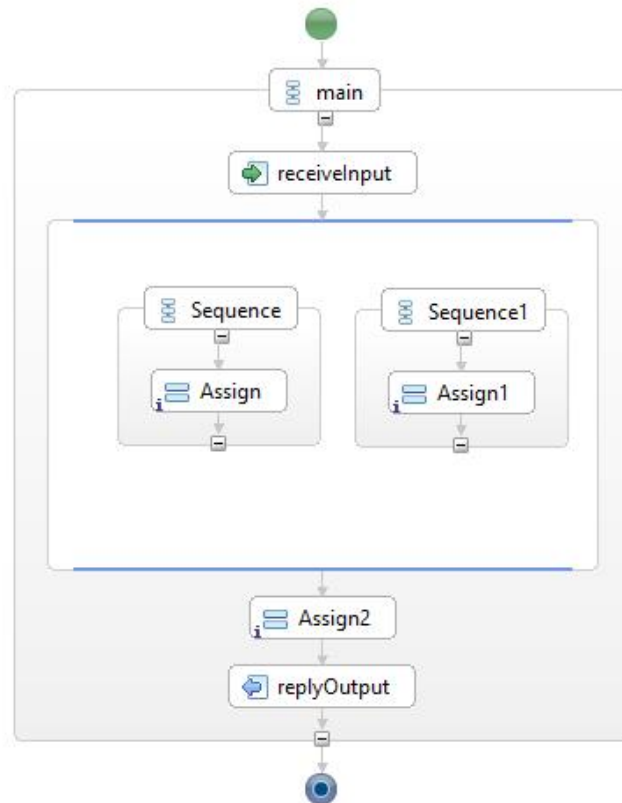 main
receiveInput
Sequence
Sequence1
Assign
Assign1
Assign2
replyOutput